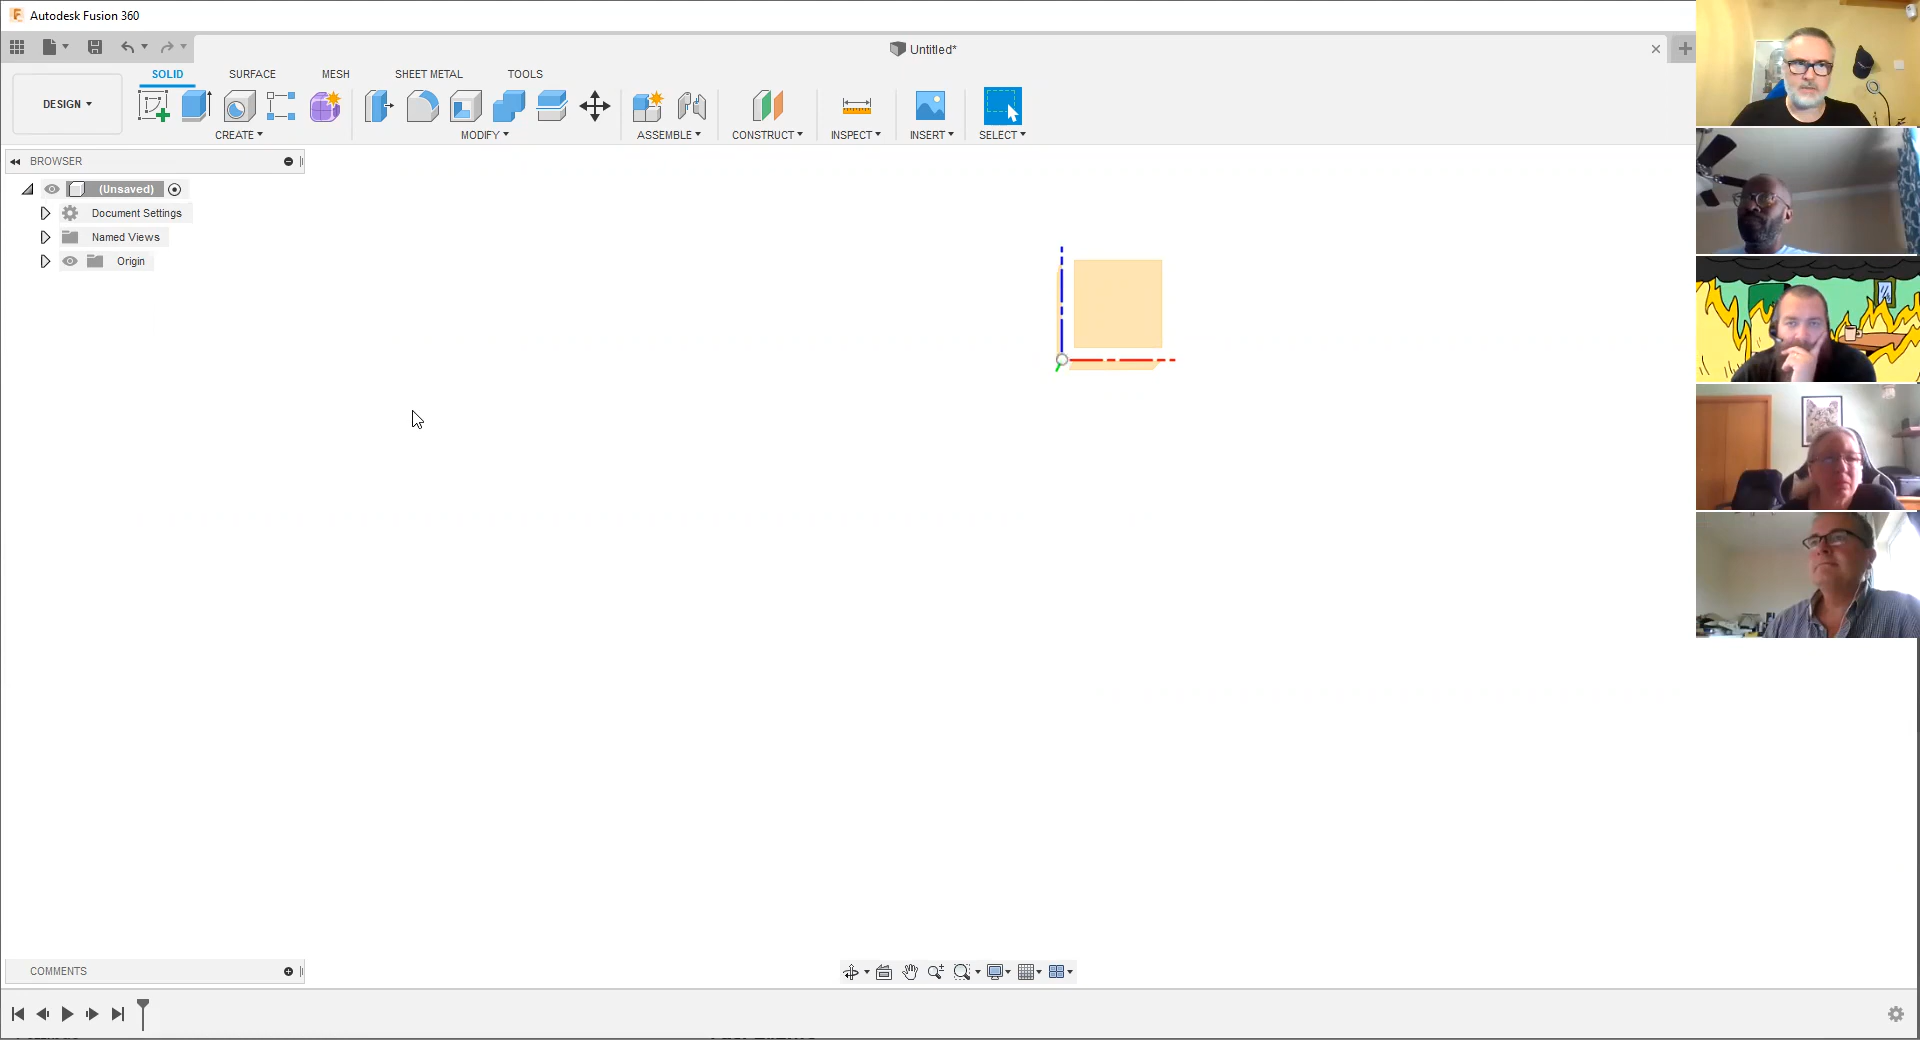 Autodesk Fusion 360
Untitled*
SOLID SURFACE MESH SHEET METAL TOOLS
DESIGN
CREATE MODIFY ASSEMBLE CONSTRUCT INSPECT INSERT SELECT
BROWSER
(Unsaved)
Document Settings
Named Views
Origin
COMMENTS